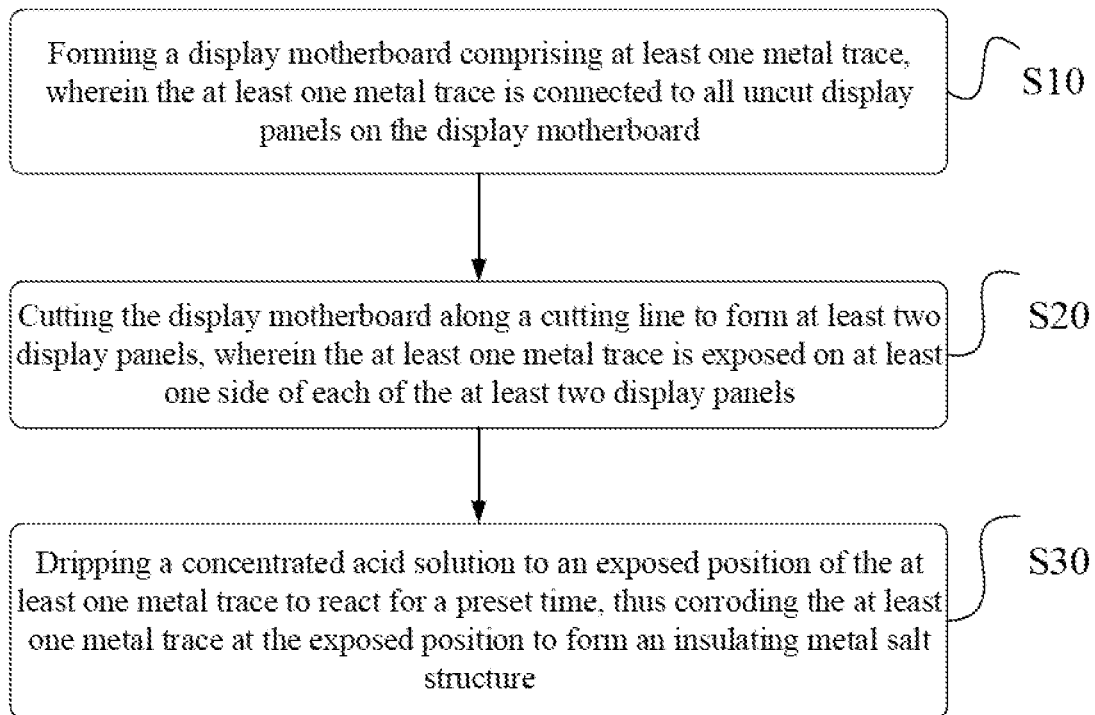 Forming a display motherboard comprising at least one metal trace,
wherein the at least one metal trace is connected to all uncut display
panels on the display motherboard
S10
Cutting the display motherboard along a cutting line to form at least two
display panels, wherein the at least one metal trace is exposed on at least
one side of each of the at least two display panels
S20
Dripping a concentrated acid solution to an exposed position of the at
least one metal trace to react for a preset time, thus corroding the at least
one metal trace at the exposed position to form an insulating metal salt
structure
S30